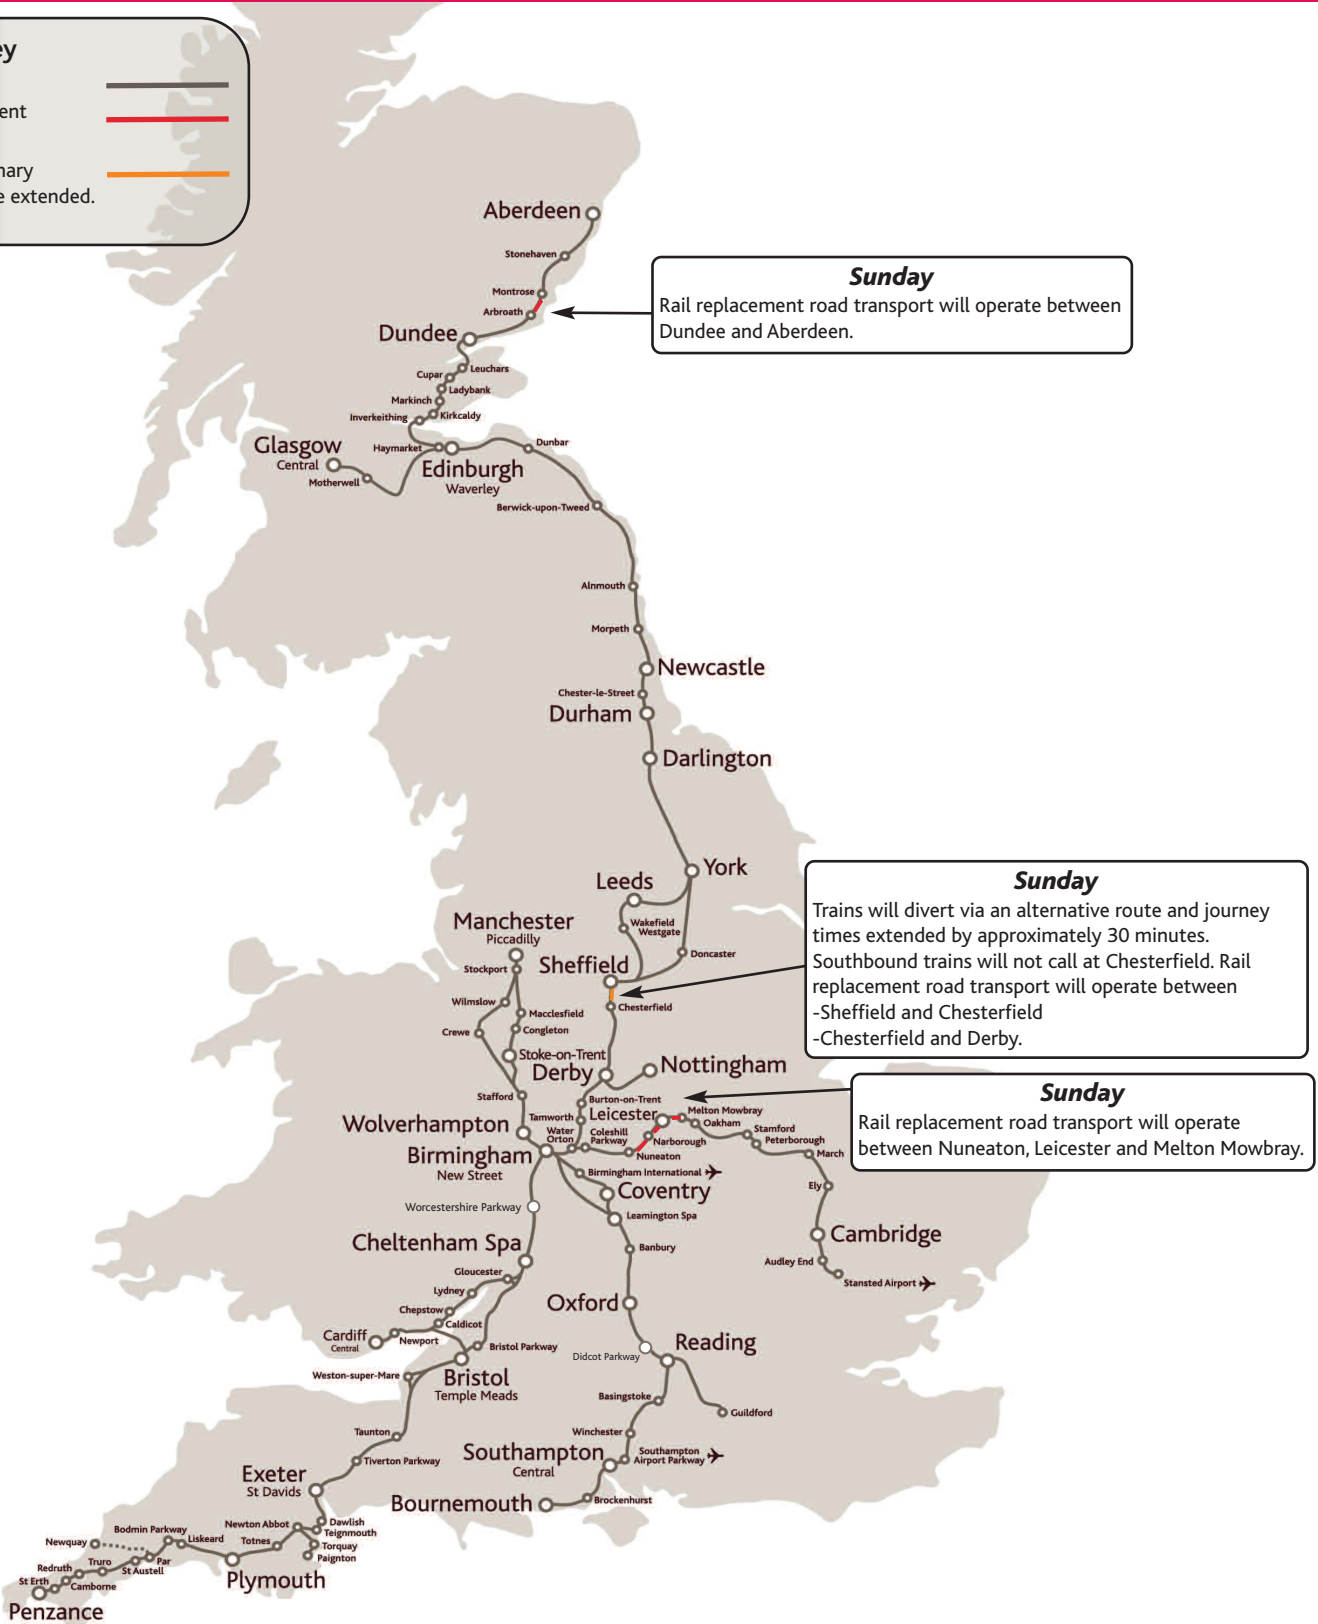 ey
ent
nary
e extended.
Aberdeen
Stonehaven
Montrose
Arbroath
Sunday
Rail replacement road transport will operate between
Dundee and Aberdeen.
Dundee
Leuchars
Cupar
Ladybank
Markinch
Kirkcaldy
Inverkeithing
Glasgow
Central
Motherwell
Haymarket
Edinburgh
Waverley
Dunbar
Berwick-upon-Tweed
Alnmouth
Morpeth
Newcastle
Chester-le-Street
Durham
Darlington
York
Leeds
Wakefield
Westgate
Doncaster
Manchester
Piccadilly
Stockport
Sheffield
Sunday
Trains will divert via an alternative route and journey
times extended by approximately 30 minutes.
Southbound trains will not call at Chesterfield. Rail
replacement road transport will operate between
-Sheffield and Chesterfield
-Chesterfield and Derby.
Wilmslow
Macclesfield
Chesterfield
Crewe
Congleton
Stoke-on-Trent
Derby
Nottingham
Stafford
Burton-on-Trent
Tamworth
Leicester
Melton Mowbray
Oakham
Stamford
Peterborough
March
Sunday
Rail replacement road transport will operate
between Nuneaton, Leicester and Melton Mowbray.
Wolverhampton
Water
Orton
Coleshill
Parkway
Narborough
Nuneaton
Birmingham
New Street
Birmingham International
Ely
Coventry
Worcestershire Parkway
Leamington Spa
Cambridge
Cheltenham Spa
Banbury
Audley End
Stansted Airport
Gloucester
Lydney
Chepstow
Caldicot
Oxford
Cardiff
Central
Newport
Bristol Parkway
Didcot Parkway
Reading
Weston-super-Mare
Bristol
Temple Meads
Basingstoke
Guildford
Taunton
Winchester
Tiverton Parkway
Southampton
Central
Southampton
Airport Parkway
Exeter
St Davids
Bournemouth
Brockenhurst
Newton Abbot
Dawlish
Teignmouth
Torquay
Paignton
Totnes
Bodmin Parkway
Liskeard
Newquay
Par
St Austell
Truro
Redruth
Camborne
St Erth
Plymouth
Penzance